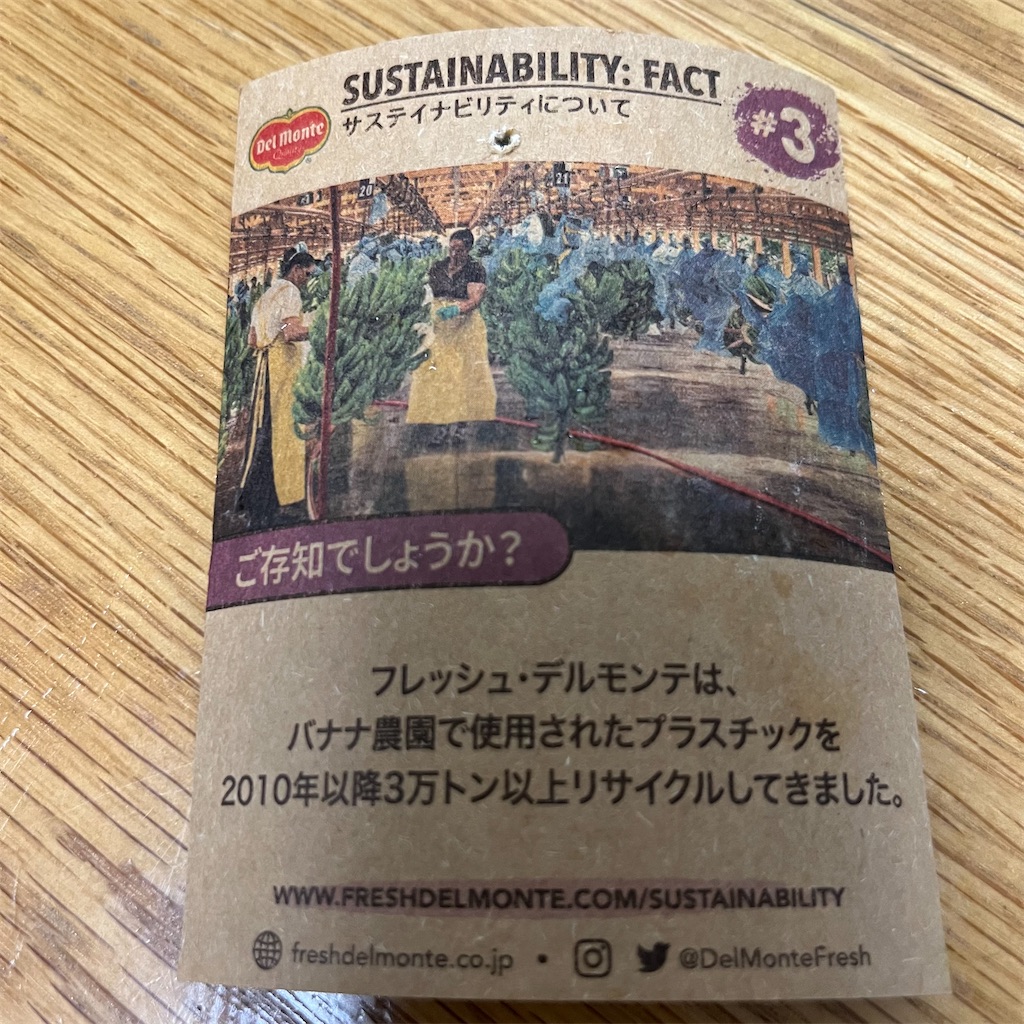 SUSTAINABILITY: FACT
サステイナビリティについて
Del Monte
Quality
®
#3
20
21
ご存知でしょうか？
フレッシュ・デルモンテは、
バナナ農園で使用されたプラスチックを
2010年以降3万トン以上リサイクルしてきました。
WWW.FRESHDELMONTE.COM/SUSTAINABILITY
freshdelmonte.co.jp • @DelMonteFresh